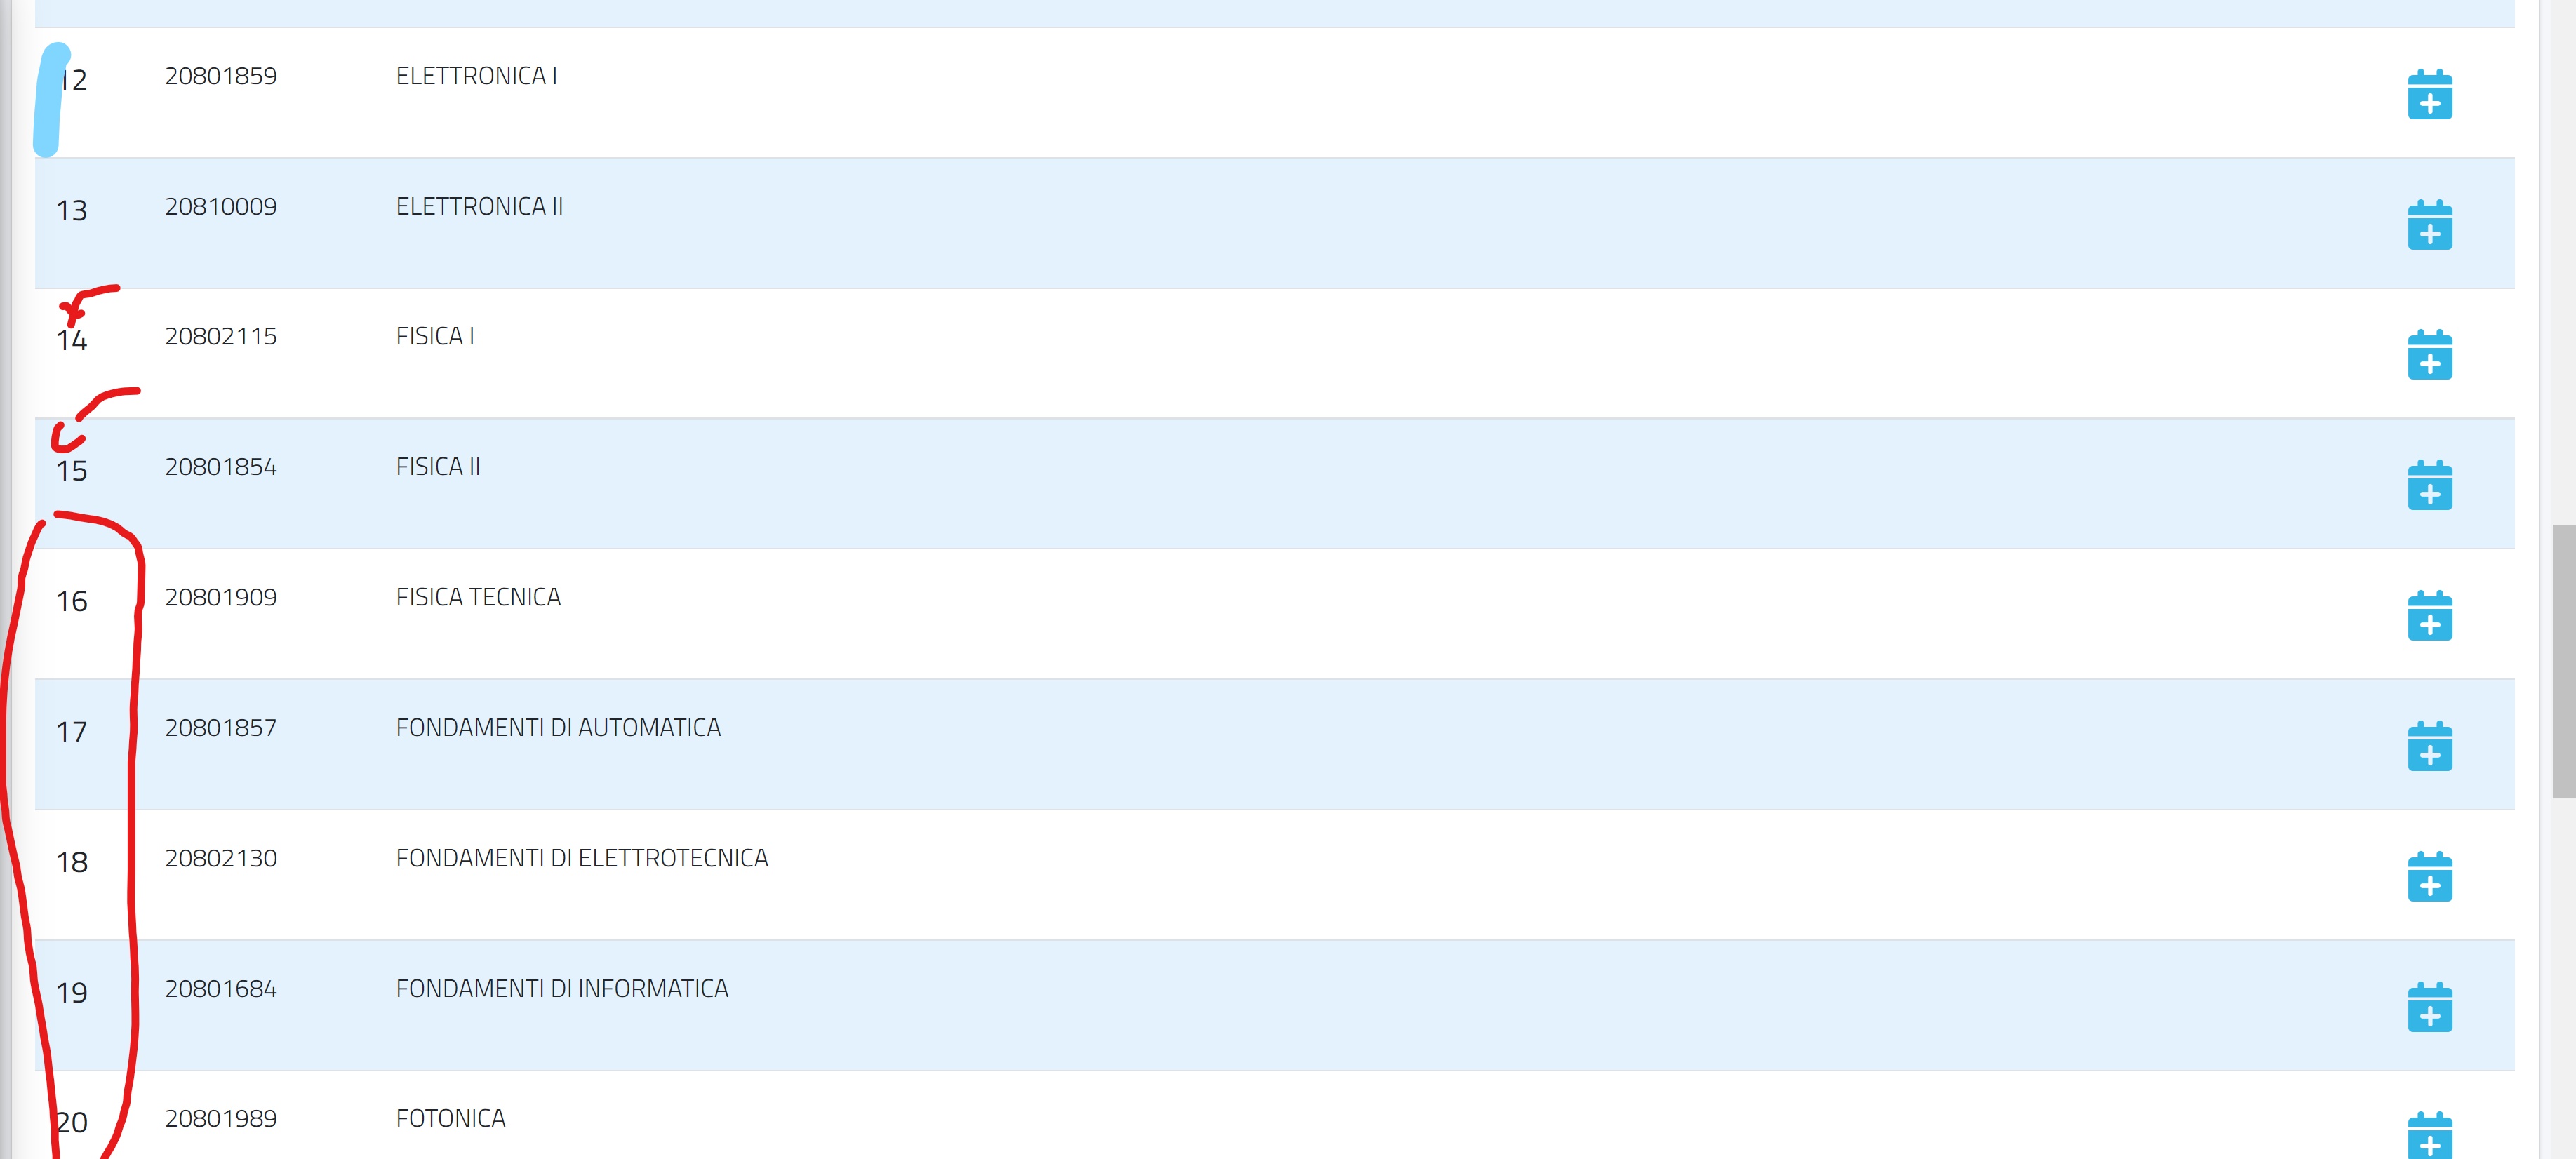 12 20801859 ELETTRONICA I
13 20810009 ELETTRONICA II
14 20802115 FISICA I
15 20801854 FISICA II
16 20801909 FISICA TECNICA
17 20801857 FONDAMENTI DI AUTOMATICA
18 20802130 FONDAMENTI DI ELETTROTECNICA
19 20801684 FONDAMENTI DI INFORMATICA
20 20801989 FOTONICA